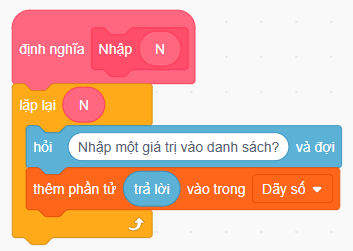 định nghĩa Nhập N
lặp lại N
hỏi Nhập một giá trị vào danh sách? và đợi
thêm phần tử trả lời vào trong Dãy số